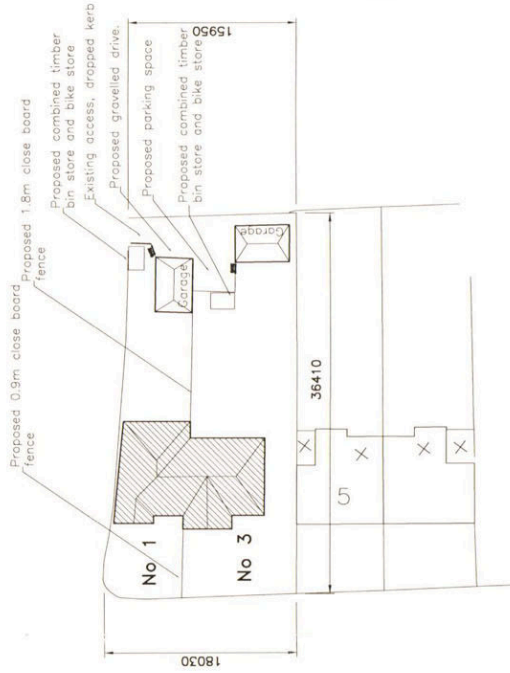 Proposed 0.9m close board
fence
Proposed 1.8m close board
fence
Proposed combined timber
bin store and bike store
Existing access, dropped kerb
Proposed gravelled drive.
Proposed parking space
Proposed combined timber
bin store and bike store
15950
Garage
Garage
36410
No 1
No 3
5
X
X
X
X
18030